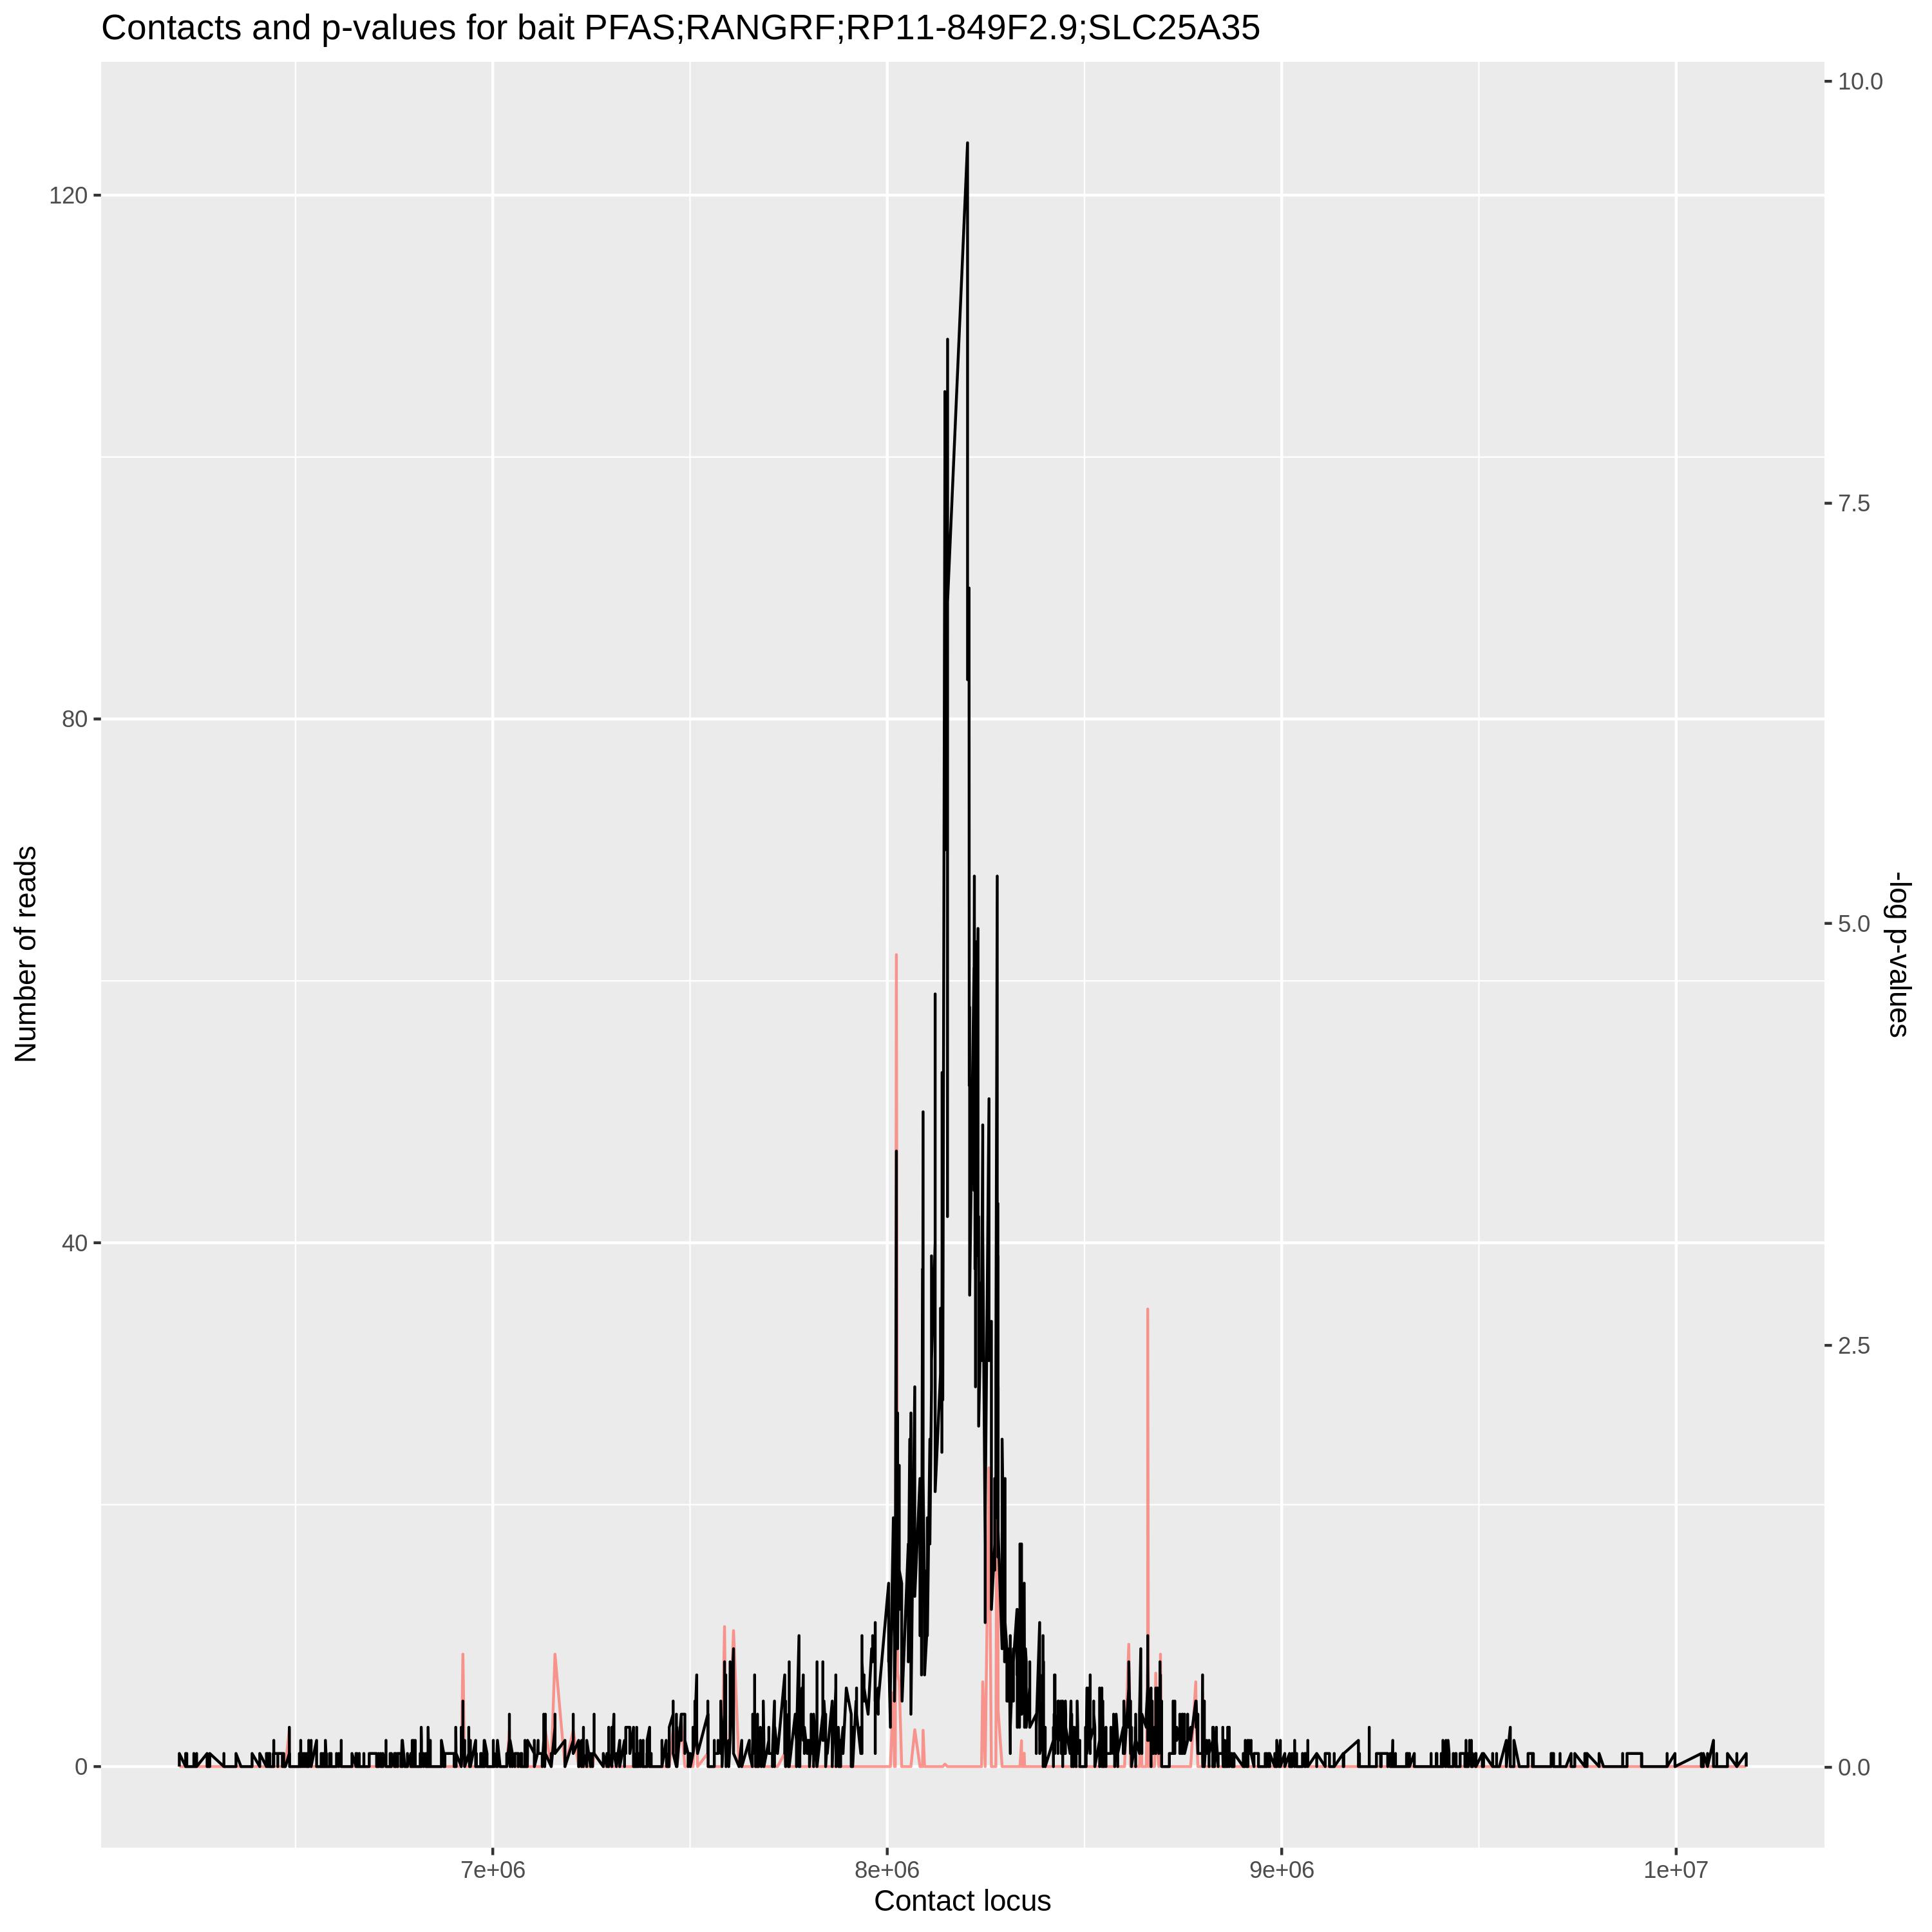 Contacts and p-values for bait PFAS;RANGRF;RP11-849F2.9;SLC25A35
10.0
120
7.5
80
5.0
Number of reads
-log p-values
40
2.5
0
0.0
7e+06
8e+06
9e+06
1e+07
Contact locus